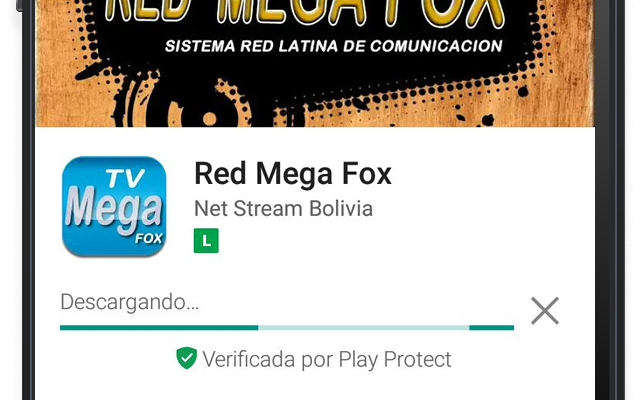 RED MEGA FOX
SISTEMA RED LATINA DE COMUNICACION
TV
Mega
FOX
Red Mega Fox
Net Stream Bolivia
L
Descargando...
Verificada por Play Protect